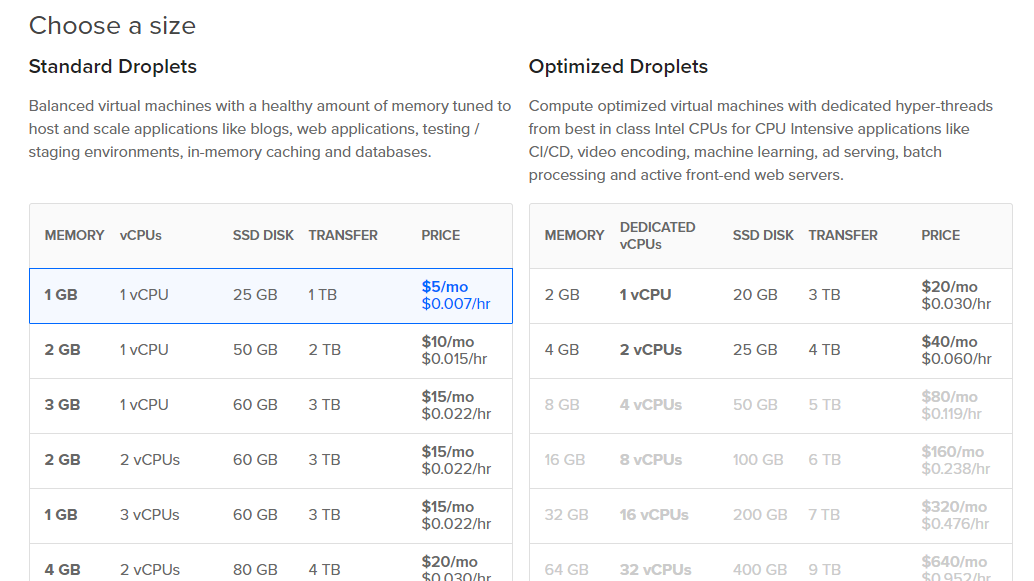 Choose a size
Standard Droplets
Balanced virtual machines with a healthy amount of memory tuned to
host and scale applications like blogs, web applications, testing /
staging environments, in-memory caching and databases.
MEMORY vCPUs SSD DISK TRANSFER PRICE
1 GB 1 vCPU 25 GB 1 TB $5/mo
$0.007/hr
2 GB 1 vCPU 50 GB 2 TB $10/mo
$0.015/hr
3 GB 1 vCPU 60 GB 3 TB $15/mo
$0.022/hr
2 GB 2 vCPUs 60 GB 3 TB $15/mo
$0.022/hr
1 GB 3 vCPUs 60 GB 3 TB $15/mo
$0.022/hr
4 GB 2 vCPUs 80 GB 4 TB $20/mo
$0.030/hr
Optimized Droplets
Compute optimized virtual machines with dedicated hyper-threads
from best in class Intel CPUs for CPU Intensive applications like
CI/CD, video encoding, machine learning, ad serving, batch
processing and active front-end web servers.
MEMORY DEDICATED vCPUs SSD DISK TRANSFER PRICE
2 GB 1 vCPU 20 GB 3 TB $20/mo
$0.030/hr
4 GB 2 vCPUs 25 GB 4 TB $40/mo
$0.060/hr
8 GB 4 vCPUs 50 GB 5 TB $80/mo
$0.119/hr
16 GB 8 vCPUs 100 GB 6 TB $160/mo
$0.238/hr
32 GB 16 vCPUs 200 GB 7 TB $320/mo
$0.476/hr
64 GB 32 vCPUs 400 GB 9 TB $640/mo
$0.952/hr